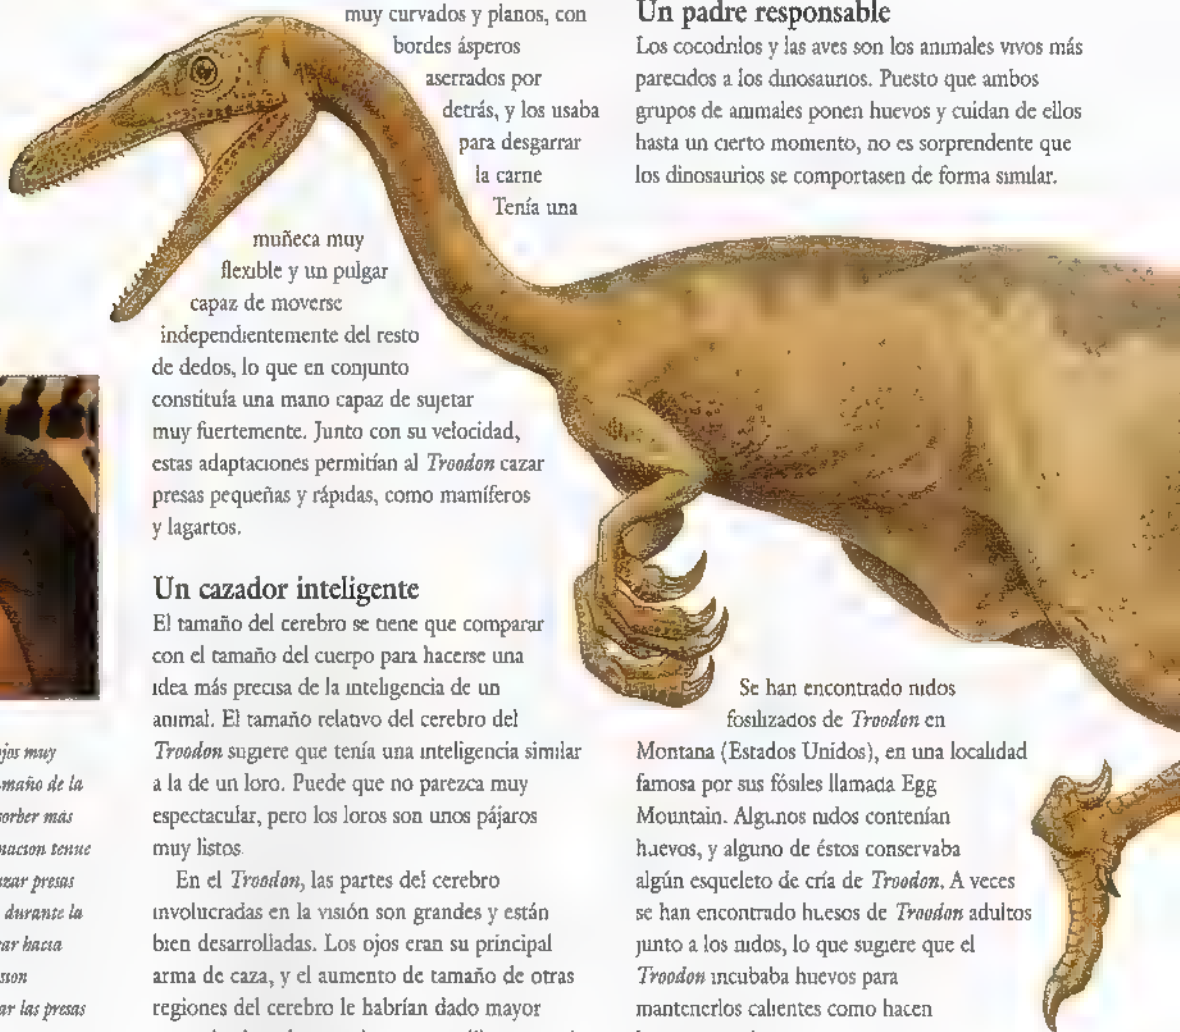 muy curvados y planos, con
bordes ásperos
aserrados por
detrás, y los usaba
para desgarrar
la carne
Tenía una
muñeca muy
flexible y un pulgar
capaz de moverse
independientemente del resto
de dedos, lo que en conjunto
constituía una mano capaz de sujetar
muy fuertemente. Junto con su velocidad,
estas adaptaciones permitían al Troodon cazar
presas pequeñas y rápidas, como mamíferos
y lagartos.
Un cazador inteligente
El tamaño del cerebro se tiene que comparar
con el tamaño del cuerpo para hacerse una
idea más precisa de la inteligencia de un
animal. El tamaño relativo del cerebro del
Troodon sugiere que tenía una inteligencia similar
a la de un loro. Puede que no parezca muy
espectacular, pero los loros son unos pájaros
muy listos.
En el Troodon, las partes del cerebro
involucradas en la visión son grandes y están
bien desarrolladas. Los ojos eran su principal
arma de caza, y el aumento de tamaño de otras
regiones del cerebro le habrían dado mayor
Un padre responsable
Los cocodrilos y las aves son los animales vivos más
parecidos a los dinosaurios. Puesto que ambos
grupos de animales ponen huevos y cuidan de ellos
hasta un cierto momento, no es sorprendente que
los dinosaurios se comportasen de forma similar.
Se han encontrado nidos
fosilizados de Troodon en
Montana (Estados Unidos), en una localidad
famosa por sus fósiles llamada Egg
Mountain. Algunos nidos contenían
huevos, y alguno de éstos conservaba
algún esqueleto de cría de Troodon. A veces
se han encontrado huesos de Troodon adultos
junto a los nidos, lo que sugiere que el
Troodon incubaba huevos para
mantenerlos calientes como hacen
muy
de la
más
tenue
presas
durante la
hacia
las presas